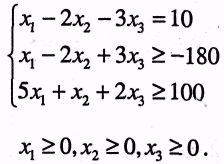 x₁ − 2x₂ − 3x₃ = 10
x₁ − 2x₂ + 3x₃ ≥ −180
5x₁ + x₂ + 2x₃ ≥ 100
x₁ ≥ 0, x₂ ≥ 0, x₃ ≥ 0.